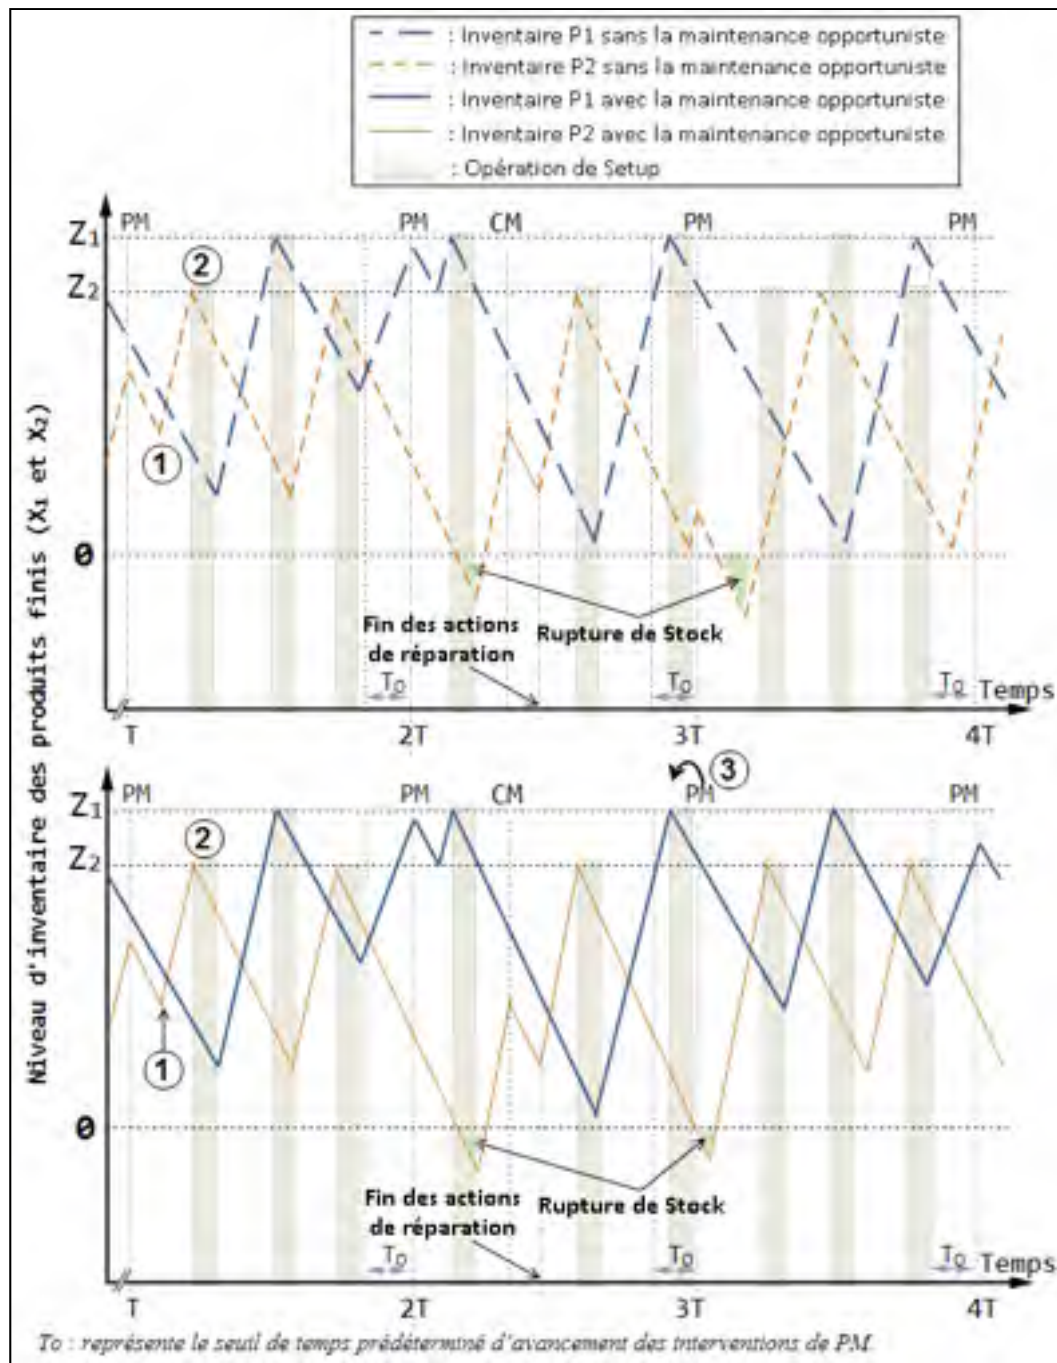 : Inventaire P1 sans la maintenance opportuniste
: Inventaire P2 sans la maintenance opportuniste
: Inventaire P1 avec la maintenance opportuniste
: Inventaire P2 avec la maintenance opportuniste
: Opération de Setup
Niveau d'inventaire des produits finis (X1 et X2)
PM PM CM PM PM
Z1
Z2
2
1
0
Fin des actions
de réparation
Rupture de Stock
To To To Temps
T 2T 3T 4T
3
PM PM CM PM PM
Z1
Z2
2
1
0
Fin des actions
de réparation
Rupture de Stock
To To To Temps
T 2T 3T 4T
To : représente le seuil de temps prédéterminé d'avancement des interventions de PM.